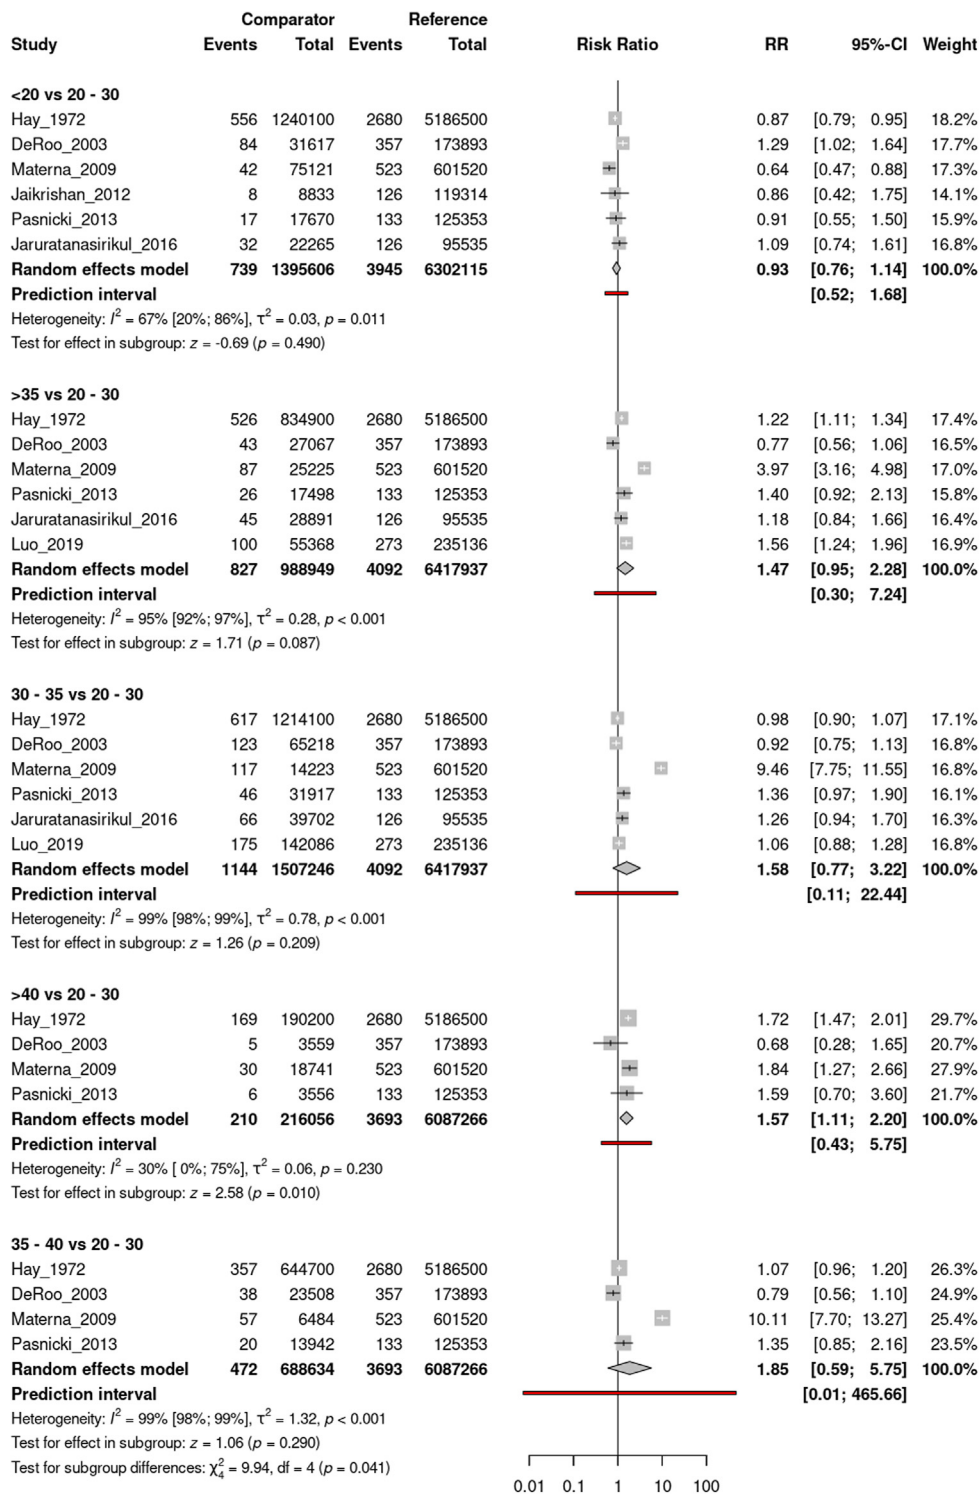 Comparator Reference
Study Events Total Events Total Risk Ratio RR 95%-CI Weight
<20 vs 20 - 30
Hay_1972 556 1240100 2680 5186500 0.87 [0.79; 0.95] 18.2%
DeRoo_2003 84 31617 357 173893 1.29 [1.02; 1.64] 17.7%
Materna_2009 42 75121 523 601520 0.64 [0.47; 0.88] 17.3%
Jaikrishan_2012 8 8833 126 119314 0.86 [0.42; 1.75] 14.1%
Pasnicki_2013 17 17670 133 125353 0.91 [0.55; 1.50] 15.9%
Jaruratanasirikul_2016 32 22265 126 95535 1.09 [0.74; 1.61] 16.8%
Random effects model 739 1395606 3945 6302115 0.93 [0.76; 1.14] 100.0%
Prediction interval [0.52; 1.68]
Heterogeneity: I² = 67% [20%; 86%], τ² = 0.03, p = 0.011
Test for effect in subgroup: z = -0.69 (p = 0.490)
>35 vs 20 - 30
Hay_1972 526 834900 2680 5186500 1.22 [1.11; 1.34] 17.4%
DeRoo_2003 43 27067 357 173893 0.77 [0.56; 1.06] 16.5%
Materna_2009 87 25225 523 601520 3.97 [3.16; 4.98] 17.0%
Pasnicki_2013 26 17498 133 125353 1.40 [0.92; 2.13] 15.8%
Jaruratanasirikul_2016 45 28891 126 95535 1.18 [0.84; 1.66] 16.4%
Luo_2019 100 55368 273 235136 1.56 [1.24; 1.96] 16.9%
Random effects model 827 988949 4092 6417937 1.47 [0.95; 2.28] 100.0%
Prediction interval [0.30; 7.24]
Heterogeneity: I² = 95% [92%; 97%], τ² = 0.28, p < 0.001
Test for effect in subgroup: z = 1.71 (p = 0.087)
30 - 35 vs 20 - 30
Hay_1972 617 1214100 2680 5186500 0.98 [0.90; 1.07] 17.1%
DeRoo_2003 123 65218 357 173893 0.92 [0.75; 1.13] 16.8%
Materna_2009 117 14223 523 601520 9.46 [7.75; 11.55] 16.8%
Pasnicki_2013 46 31917 133 125353 1.36 [0.97; 1.90] 16.1%
Jaruratanasirikul_2016 66 39702 126 95535 1.26 [0.94; 1.70] 16.3%
Luo_2019 175 142086 273 235136 1.06 [0.88; 1.28] 16.8%
Random effects model 1144 1507246 4092 6417937 1.58 [0.77; 3.22] 100.0%
Prediction interval [0.11; 22.44]
Heterogeneity: I² = 99% [98%; 99%], τ² = 0.78, p < 0.001
Test for effect in subgroup: z = 1.26 (p = 0.209)
>40 vs 20 - 30
Hay_1972 169 190200 2680 5186500 1.72 [1.47; 2.01] 29.7%
DeRoo_2003 5 3559 357 173893 0.68 [0.28; 1.65] 20.7%
Materna_2009 30 18741 523 601520 1.84 [1.27; 2.66] 27.9%
Pasnicki_2013 6 3556 133 125353 1.59 [0.70; 3.60] 21.7%
Random effects model 210 216056 3693 6087266 1.57 [1.11; 2.20] 100.0%
Prediction interval [0.43; 5.75]
Heterogeneity: I² = 30% [ 0%; 75%], τ² = 0.06, p = 0.230
Test for effect in subgroup: z = 2.58 (p = 0.010)
35 - 40 vs 20 - 30
Hay_1972 357 644700 2680 5186500 1.07 [0.96; 1.20] 26.3%
DeRoo_2003 38 23508 357 173893 0.79 [0.56; 1.10] 24.9%
Materna_2009 57 6484 523 601520 10.11 [7.70; 13.27] 25.4%
Pasnicki_2013 20 13942 133 125353 1.35 [0.85; 2.16] 23.5%
Random effects model 472 688634 3693 6087266 1.85 [0.59; 5.75] 100.0%
Prediction interval [0.01; 465.66]
Heterogeneity: I² = 99% [98%; 99%], τ² = 1.32, p < 0.001
Test for effect in subgroup: z = 1.06 (p = 0.290)
Test for subgroup differences: χ²₄ = 9.94, df = 4 (p = 0.041)
0.01 0.1 1 10 100